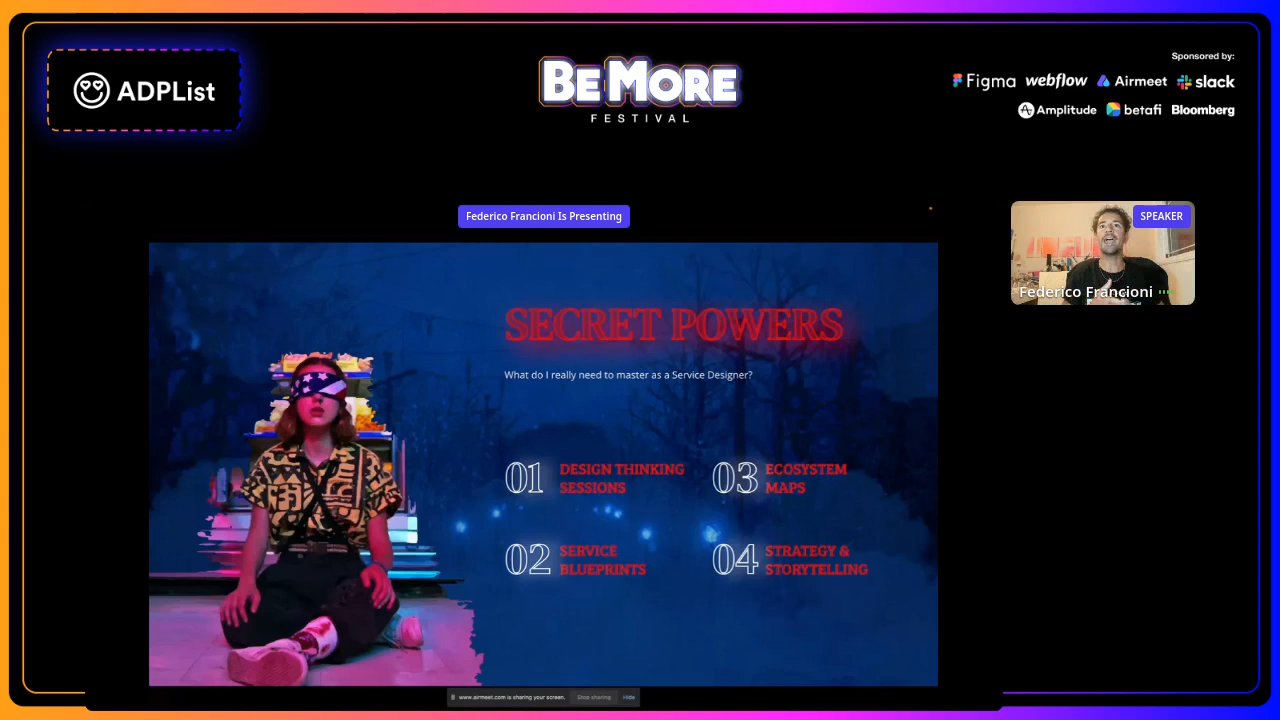 ADPList
BE MORE
FESTIVAL
Sponsored by:
Figma webflow Airmeet slack
Amplitude betafi Bloomberg
Federico Francioni Is Presenting
SPEAKER
Federico Francioni
SECRET POWERS
What do I really need to master as a Service Designer?
01 DESIGN THINKING
SESSIONS
03 ECOSYSTEM
MAPS
02 SERVICE
BLUEPRINTS
04 STRATEGY &
STORYTELLING
www.airmeet.com is sharing your screen. Stop sharing Hide